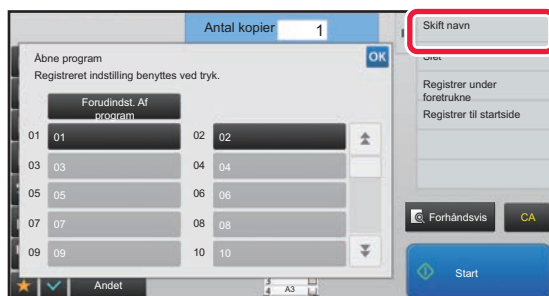 Antal kopier 1
Åbne program
OK
Registreret indstilling benyttes ved tryk.
Forudindst. Af
program
01 01 02 02
03 03 04 04
05 05 06 06
07 07 08 08
09 09 10 10
Andet
A3
Skift navn
Slet
Registrer under
foretrukne
Registrer til startside
Forhåndsvis CA
Start